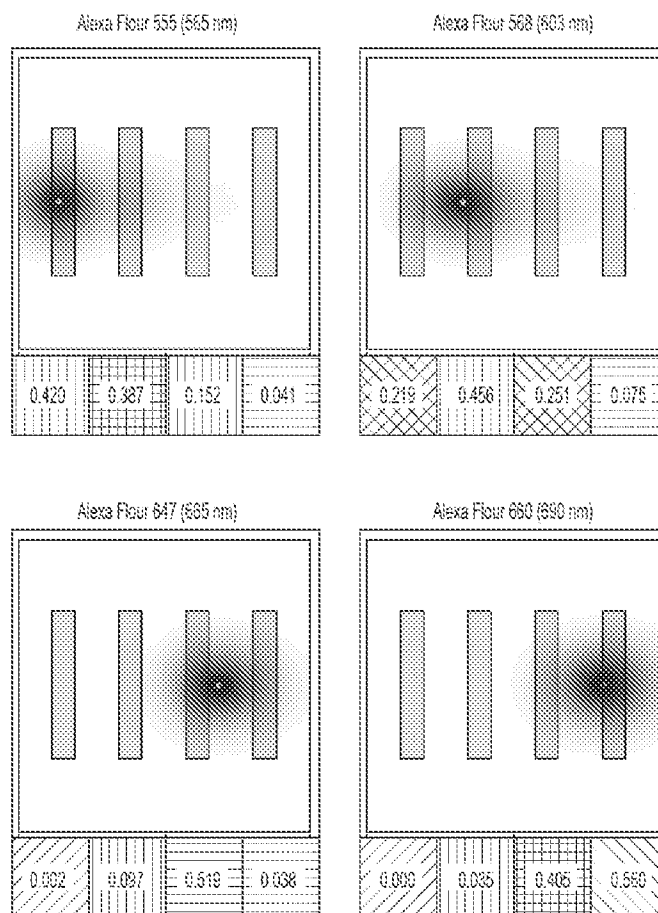 Alexa Flour 555 (565 nm)
Alexa Flour 568 (603 nm)
0.420 0.387 0.152 0.041
0.219 0.456 0.251 0.075
Alexa Flour 647 (665 nm)
Alexa Flour 660 (690 nm)
0.002 0.097 0.519 0.038
0.000 0.035 0.405 0.560